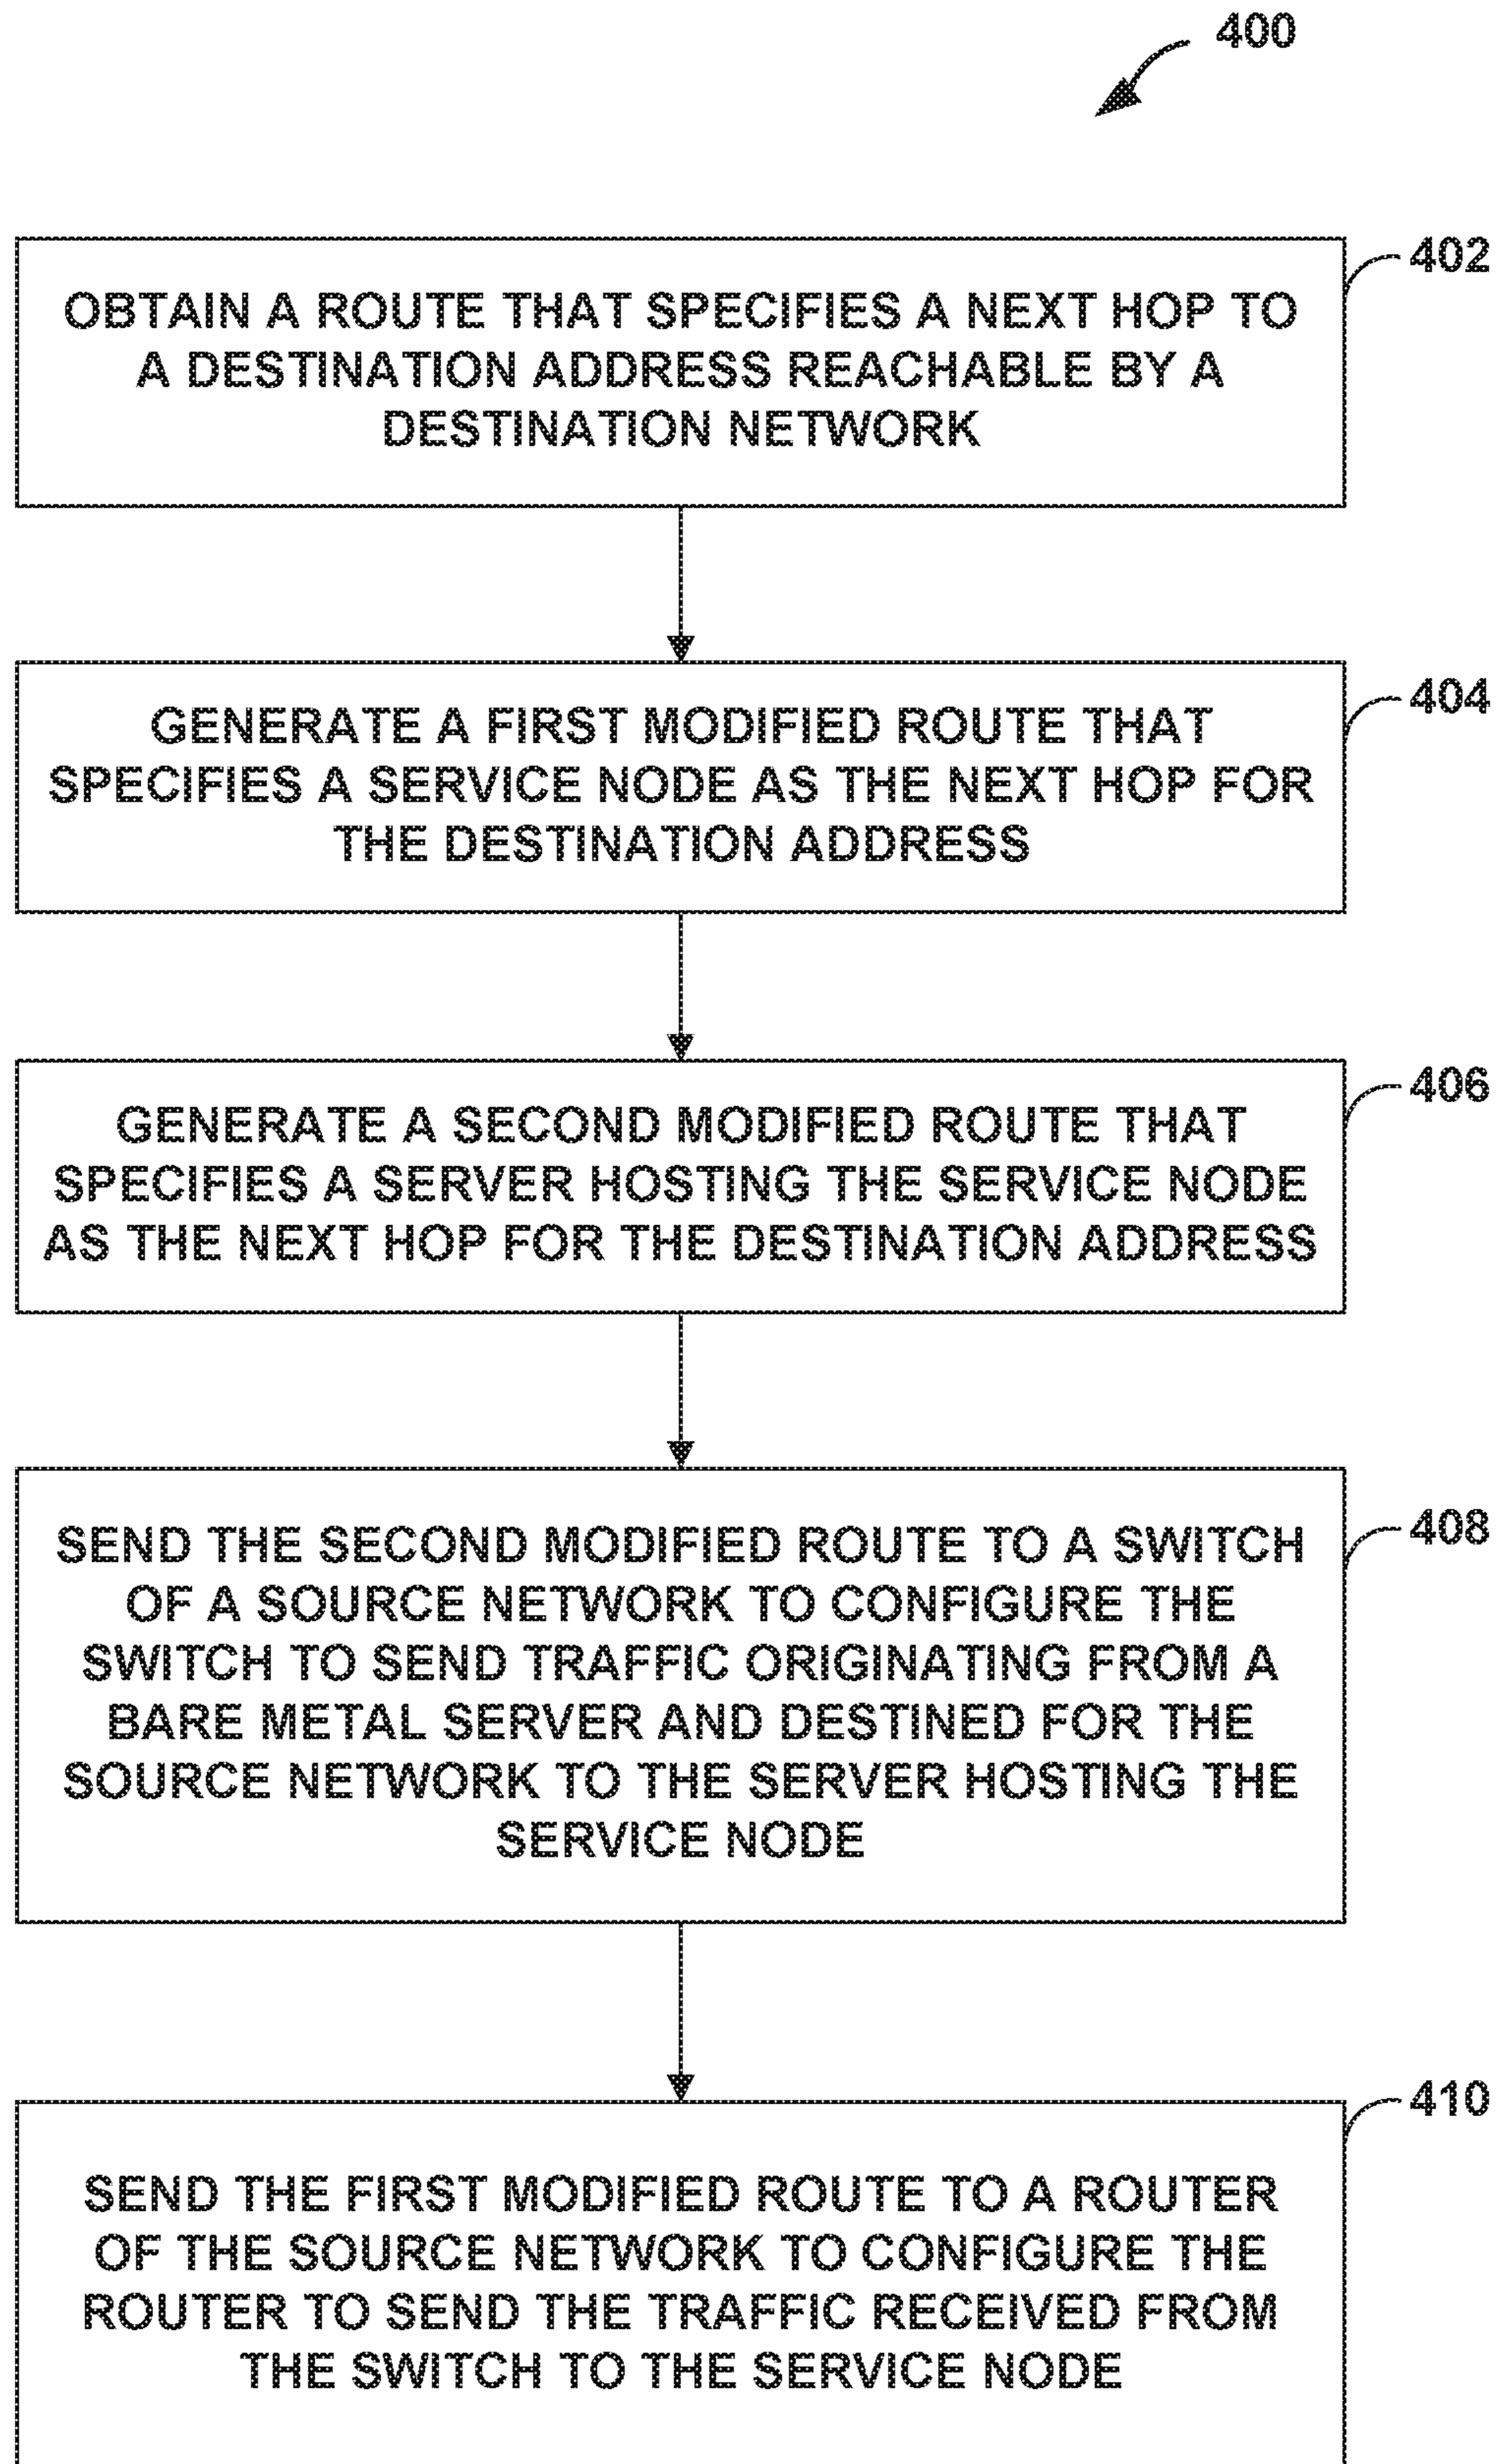 400
402
OBTAIN A ROUTE THAT SPECIFIES A NEXT HOP TO
A DESTINATION ADDRESS REACHABLE BY A
DESTINATION NETWORK
404
GENERATE A FIRST MODIFIED ROUTE THAT
SPECIFIES A SERVICE NODE AS THE NEXT HOP FOR
THE DESTINATION ADDRESS
406
GENERATE A SECOND MODIFIED ROUTE THAT
SPECIFIES A SERVER HOSTING THE SERVICE NODE
AS THE NEXT HOP FOR THE DESTINATION ADDRESS
408
SEND THE SECOND MODIFIED ROUTE TO A SWITCH
OF A SOURCE NETWORK TO CONFIGURE THE
SWITCH TO SEND TRAFFIC ORIGINATING FROM A
BARE METAL SERVER AND DESTINED FOR THE
SOURCE NETWORK TO THE SERVER HOSTING THE
SERVICE NODE
410
SEND THE FIRST MODIFIED ROUTE TO A ROUTER
OF THE SOURCE NETWORK TO CONFIGURE THE
ROUTER TO SEND THE TRAFFIC RECEIVED FROM
THE SWITCH TO THE SERVICE NODE